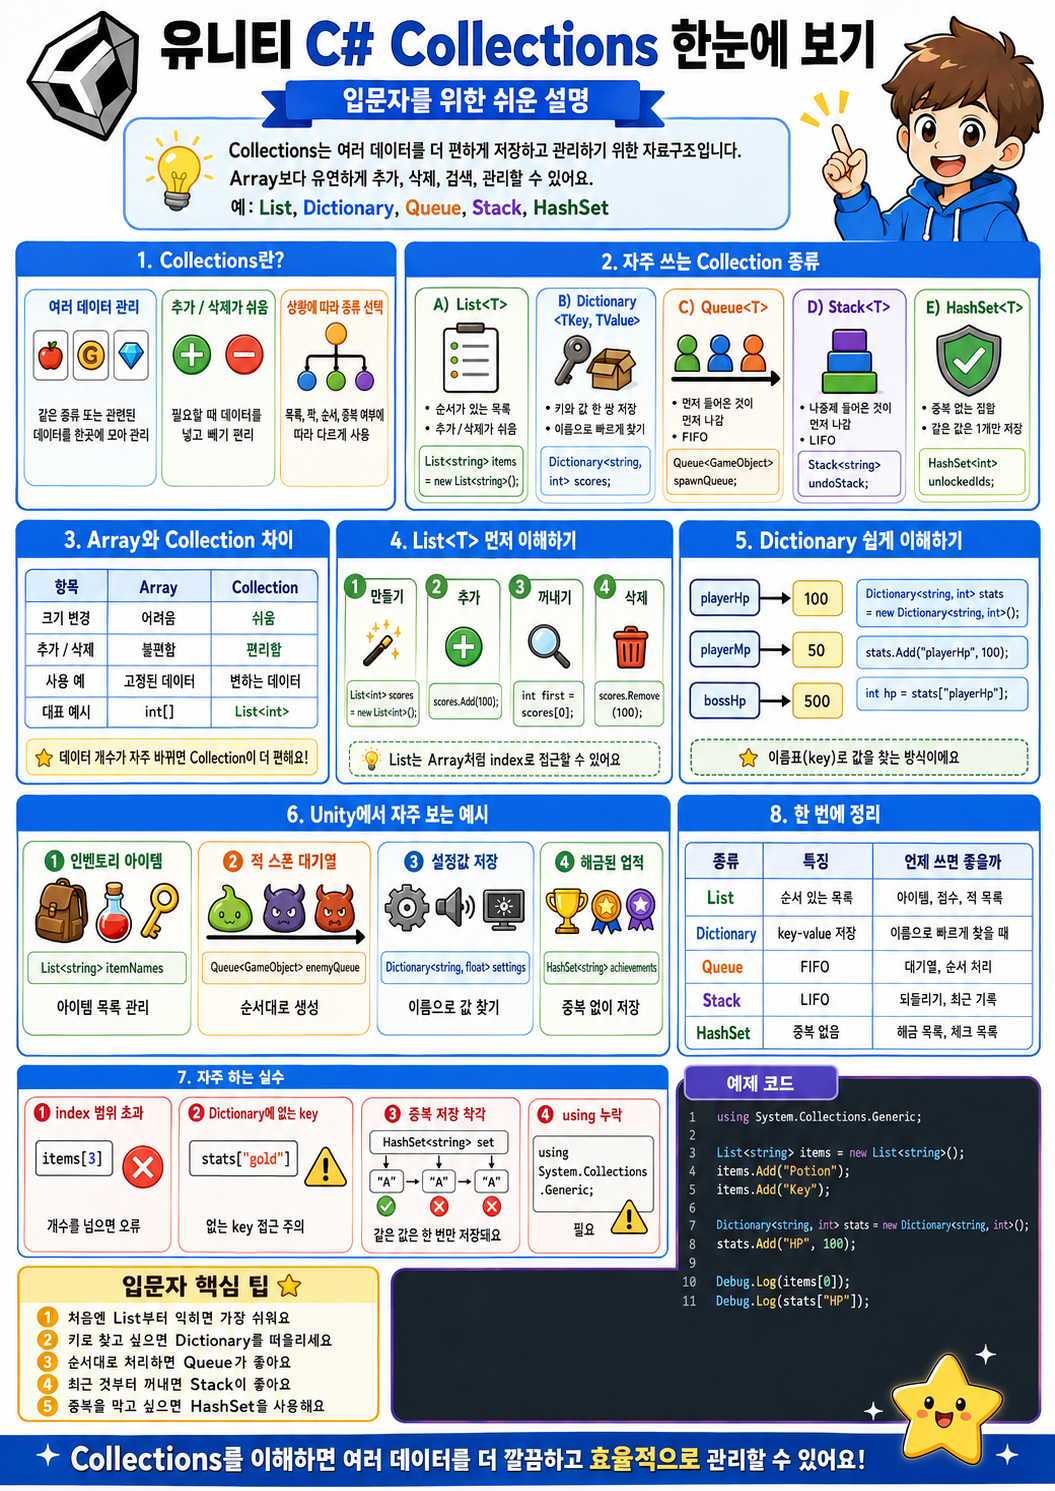 유니티 C# Collections 한눈에 보기
입문자를 위한 쉬운 설명
Collections는 여러 데이터를 더 편하게 저장하고 관리하기 위한 자료구조입니다.
Array보다 유연하게 추가, 삭제, 검색, 관리할 수 있어요.
예: List, Dictionary, Queue, Stack, HashSet
1. Collections란?
여러 데이터 관리
G
같은 종류 또는 관련된
데이터를 한곳에 모아 관리
추가 / 삭제가 쉬움
필요할 때 데이터를
넣고 빼기 편리
상황에 따라 종류 선택
목록, 짝, 순서, 중복 여부에
따라 다르게 사용
2. 자주 쓰는 Collection 종류
A) List<T>
• 순서가 있는 목록
• 추가/삭제가 쉬움
List<string> items
= new List<string>();
B) Dictionary
<TKey, TValue>
• 키와 값 한 쌍 저장
• 이름으로 빠르게 찾기
Dictionary<string,
int> scores;
C) Queue<T>
• 먼저 들어온 것이
먼저 나감
• FIFO
Queue<GameObject>
spawnQueue;
D) Stack<T>
• 나중제 들어온 것이
먼저 나감
• LIFO
Stack<string>
undoStack;
E) HashSet<T>
• 중복 없는 집합
• 같은 값은 1개만 저장
HashSet<int>
unlockedIds;
3. Array와 Collection 차이
항목 Array Collection
크기 변경 어려움 쉬움
추가 / 삭제 불편함 편리함
사용 예 고정된 데이터 변하는 데이터
대표 예시 int[] List<int>
데이터 개수가 자주 바뀌면 Collection이 더 편해요!
4. List<T> 먼저 이해하기
1 만들기
List<int> scores
= new List<int>();
2 추가
scores.Add(100);
3 꺼내기
int first =
scores[0];
4 삭제
scores.Remove
(100);
List는 Array처럼 index로 접근할 수 있어요
5. Dictionary 쉽게 이해하기
playerHp 100
playerMp 50
bossHp 500
Dictionary<string, int> stats
= new Dictionary<string, int>();
stats.Add("playerHp", 100);
int hp = stats["playerHp"];
이름표(key)로 값을 찾는 방식이에요
6. Unity에서 자주 보는 예시
1 인벤토리 아이템
List<string> itemNames
아이템 목록 관리
2 적 스폰 대기열
Queue<GameObject> enemyQueue
순서대로 생성
3 설정값 저장
Dictionary<string, float> settings
이름으로 값 찾기
4 해금된 업적
HashSet<string> achievements
중복 없이 저장
8. 한 번에 정리
종류 특징 언제 쓰면 좋을까
List 순서 있는 목록 아이템, 점수, 적 목록
Dictionary key-value 저장 이름으로 빠르게 찾을 때
Queue FIFO 대기열, 순서 처리
Stack LIFO 되돌리기, 최근 기록
HashSet 중복 없음 해금 목록, 체크 목록
7. 자주 하는 실수
1 index 범위 초과
items[3]
개수를 넘으면 오류
2 Dictionary에 없는 key
stats["gold"]
없는 key 접근 주의
3 중복 저장 착각
HashSet<string> set
"A" "A" "A"
같은 값은 한 번만 저장돼요
4 using 누락
using
System.Collections
.Generic;
필요
예제 코드
1 using System.Collections.Generic;
2
3 List<string> items = new List<string>();
4 items.Add("Potion");
5 items.Add("Key");
6
7 Dictionary<string, int> stats = new Dictionary<string, int>();
8 stats.Add("HP", 100);
9
10 Debug.Log(items[0]);
11 Debug.Log(stats["HP"]);
입문자 핵심 팁
1 처음엔 List부터 익히면 가장 쉬워요
2 키로 찾고 싶으면 Dictionary를 떠올리세요
3 순서대로 처리하면 Queue가 좋아요
4 최근 것부터 꺼내면 Stack이 좋아요
5 중복을 막고 싶으면 HashSet을 사용해요
Collections를 이해하면 여러 데이터를 더 깔끔하고 효율적으로 관리할 수 있어요!